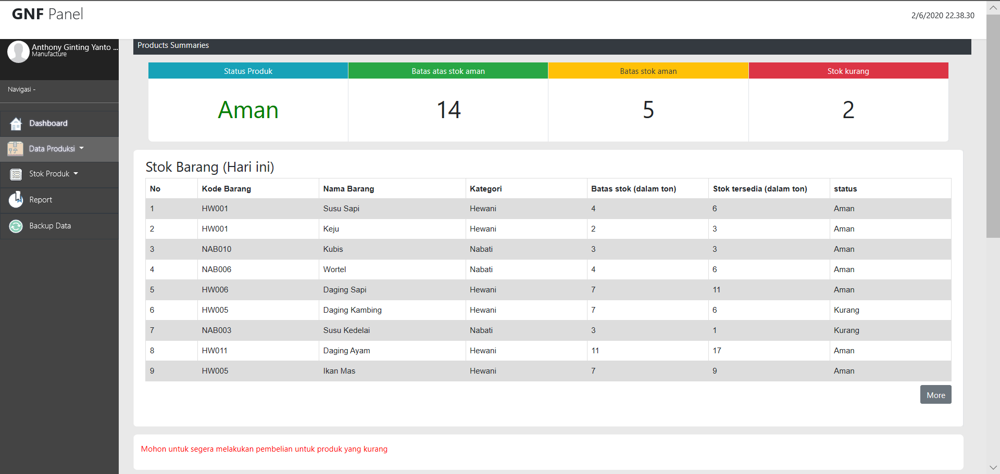 GNF Panel
2/6/2020 22.38.30
Anthony Ginting Yanto ...
Manufacture
Navigasi -
Dashboard
Data Produksi
Stok Produk
Report
Backup Data
Products Summaries
Status Produk Batas atas stok aman Batas stok aman Stok kurang
Aman 14 5 2
Stok Barang (Hari ini)
No Kode Barang Nama Barang Kategori Batas stok (dalam ton) Stok tersedia (dalam ton) status
1 HW001 Susu Sapi Hewani 4 6 Aman
2 HW001 Keju Hewani 2 3 Aman
3 NAB010 Kubis Nabati 3 3 Aman
4 NAB006 Wortel Nabati 4 6 Aman
5 HW006 Daging Sapi Hewani 7 11 Aman
6 HW005 Daging Kambing Hewani 7 6 Kurang
7 NAB003 Susu Kedelai Nabati 3 1 Kurang
8 HW011 Daging Ayam Hewani 11 17 Aman
9 HW005 Ikan Mas Hewani 7 9 Aman
More
Mohon untuk segera melakukan pembelian untuk produk yang kurang